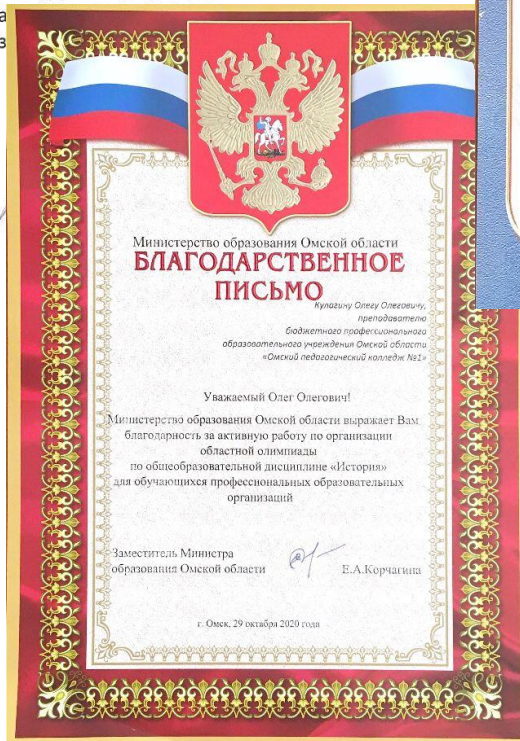 а
з
Министерство образования Омской области
БЛАГОДАРСТВЕННОЕ
ПИСЬМО
Кулагину Олегу Олеговичу,
преподавателю
бюджетного профессионального
образовательного учреждения Омской области
«Омский педагогический колледж №1»
Уважаемый Олег Олегович!
Министерство образования Омской области выражает Вам
благодарность за активную работу по организации
областной олимпиады
по общеобразовательной дисциплине «История»
для обучающихся профессиональных образовательных
организаций
Заместитель Министра
образования Омской области
Е.А.Корчагина
г. Омск, 29 октября 2020 года